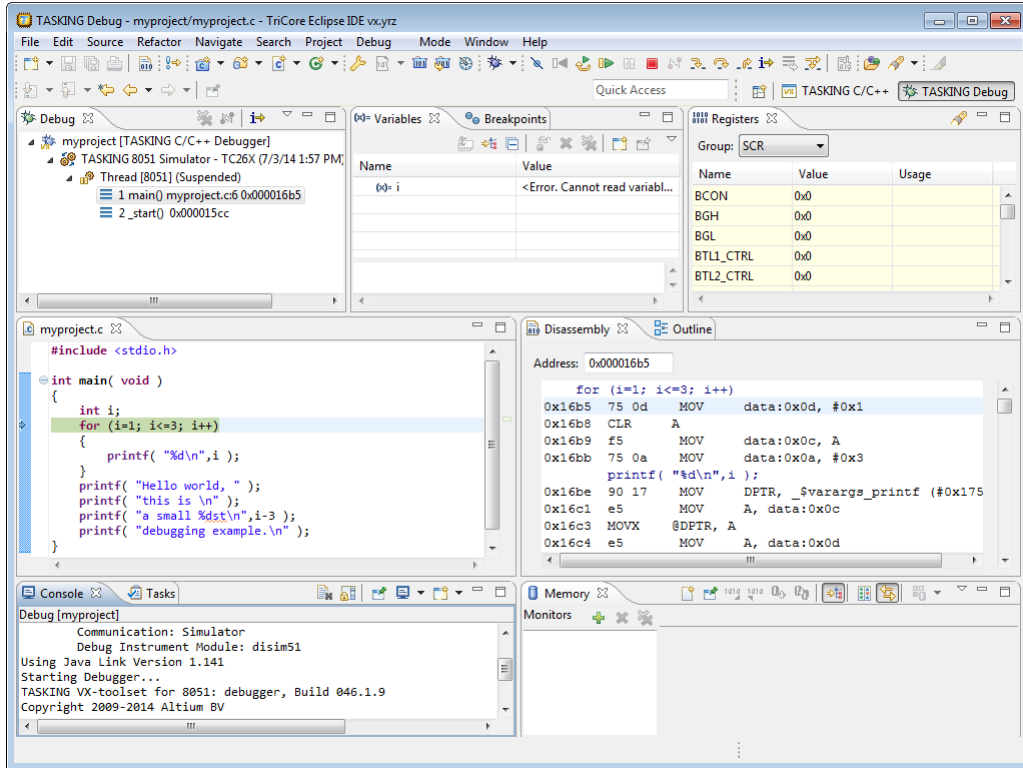 TASKING Debug - myproject/myproject.c - TriCore Eclipse IDE vx.yrz
File Edit Source Refactor Navigate Search Project Debug Mode Window Help
Quick Access
TASKING C/C++ TASKING Debug
Debug
myproject [TASKING C/C++ Debugger]
TASKING 8051 Simulator - TC26X (7/3/14 1:57 PM
Thread [8051] (Suspended)
1 main() myproject.c:6 0x000016b5
2 _start() 0x000015cc
(x)= Variables Breakpoints
Name Value
(x)= i <Error. Cannot read variabl...
Registers
Group: SCR
Name Value Usage
BCON 0x0
BGH 0x0
BGL 0x0
BTL1_CTRL 0x0
BTL2_CTRL 0x0
myproject.c
#include <stdio.h>
int main( void )
{
int i;
for (i=1; i<=3; i++)
{
printf( "%d\n",i );
}
printf( "Hello world, " );
printf( "this is \n" );
printf( "a small %dst\n",i-3 );
printf( "debugging example.\n" );
}
Disassembly Outline
Address: 0x000016b5
for (i=1; i<=3; i++)
0x16b5 75 0d MOV data:0x0d, #0x1
0x16b8 CLR A
0x16b9 f5 MOV data:0x0c, A
0x16bb 75 0a MOV data:0x0a, #0x3
printf( "%d\n",i );
0x16be 90 17 MOV DPTR, _$varargs_printf (#0x175
0x16c1 e5 MOV A, data:0x0c
0x16c3 MOVX @DPTR, A
0x16c4 e5 MOV A, data:0x0d
Console Tasks
Debug [myproject]
Communication: Simulator
Debug Instrument Module: disim51
Using Java Link Version 1.141
Starting Debugger...
TASKING VX-toolset for 8051: debugger, Build 046.1.9
Copyright 2009-2014 Altium BV
Memory
Monitors